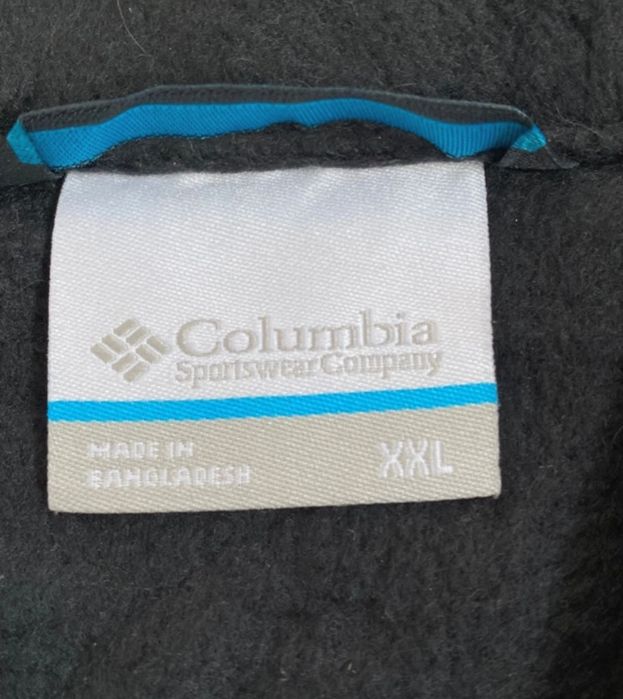 Columbia
Sportswear Company
MADE IN
BANGLADESH
XXL